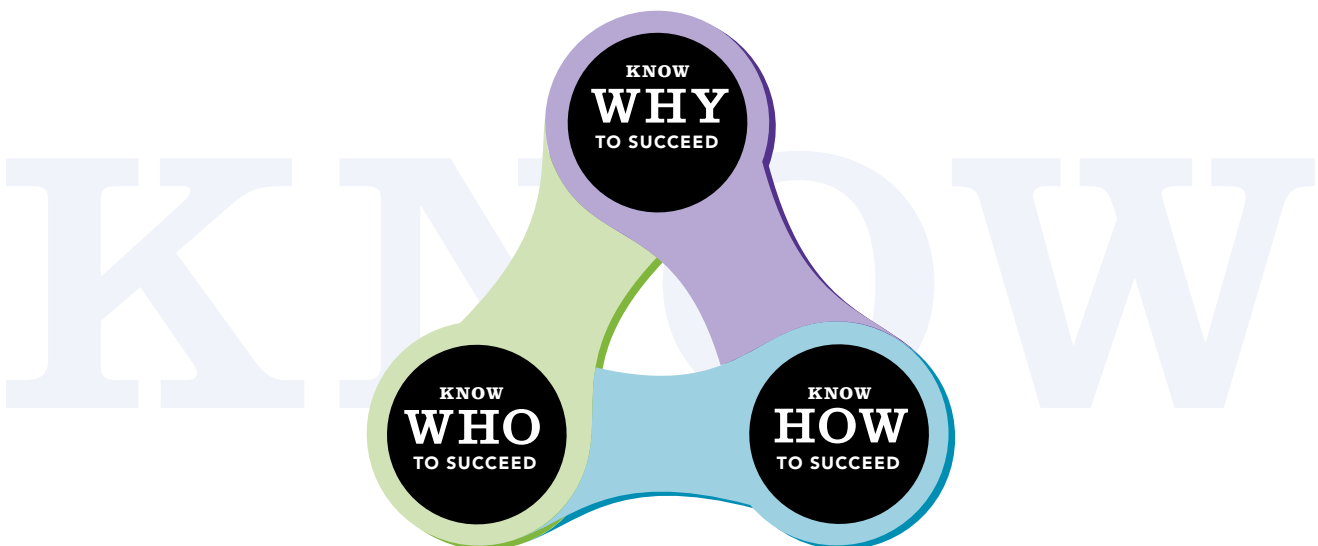 KNOW
KNOW
WHY
TO SUCCEED
KNOW
WHO
TO SUCCEED
KNOW
HOW
TO SUCCEED